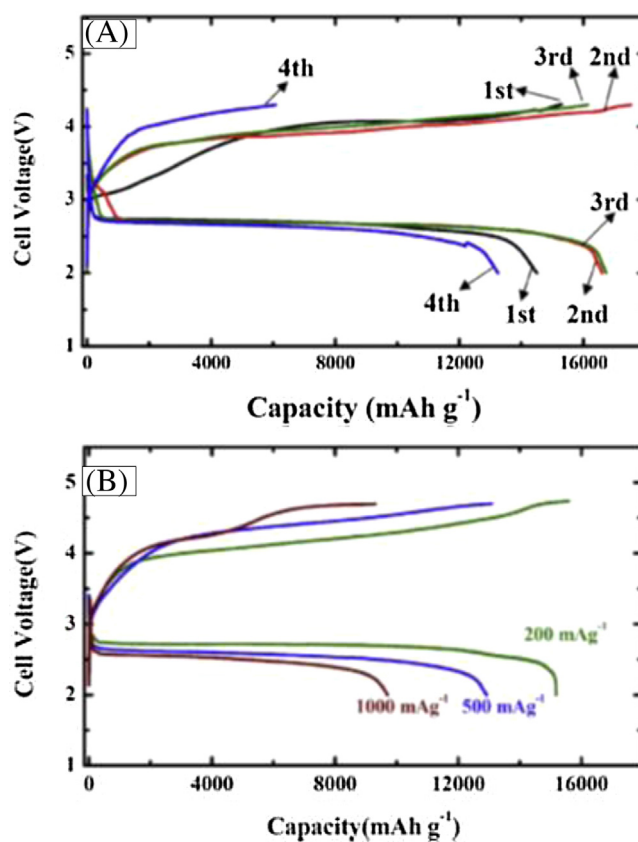 (A)
5
4th
1st
3rd
2nd
4
Cell Voltage(V)
3
3rd
2
4th
1st
2nd
1
0
4000
8000
12000
16000
Capacity (mAh g⁻¹)
(B)
5
4
Cell Voltage(V)
3
200 mAg⁻¹
2
1000 mAg⁻¹
500 mAg⁻¹
1
0
4000
8000
12000
16000
Capacity(mAh g⁻¹)